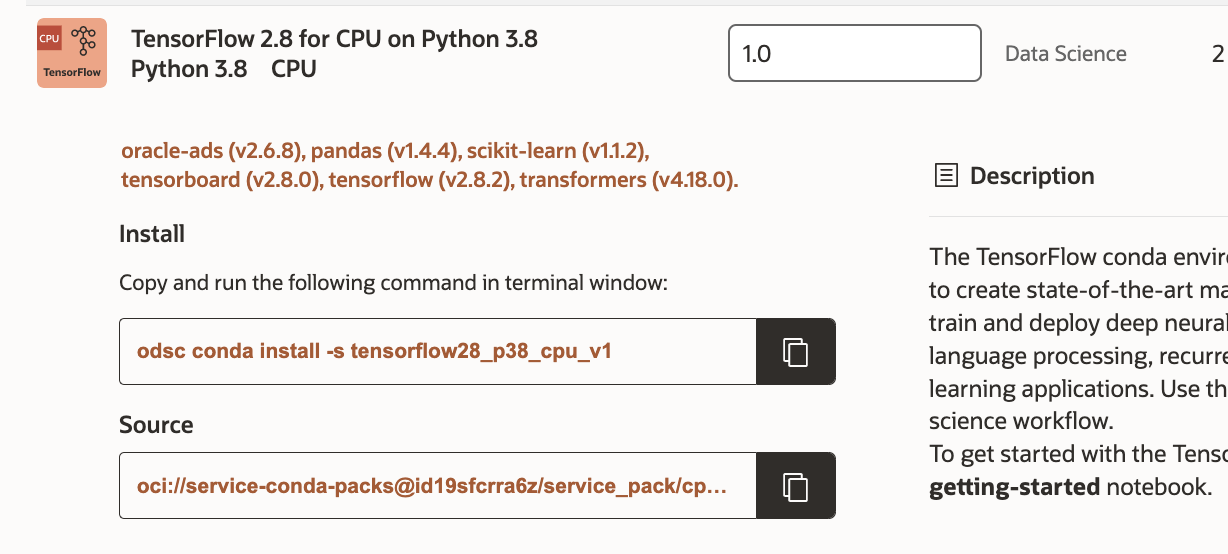 CPU
TensorFlow
TensorFlow 2.8 for CPU on Python 3.8
Python 3.8 CPU
1.0
Data Science
2
oracle-ads (v2.6.8), pandas (v1.4.4), scikit-learn (v1.1.2),
tensorboard (v2.8.0), tensorflow (v2.8.2), transformers (v4.18.0).
Install
Copy and run the following command in terminal window:
odsc conda install -s tensorflow28_p38_cpu_v1
Source
oci://service-conda-packs@id19sfcrra6z/service_pack/cp...
Description
The TensorFlow conda envir
to create state-of-the-art ma
train and deploy deep neural
language processing, recurre
learning applications. Use th
science workflow.
To get started with the Tenso
getting-started notebook.